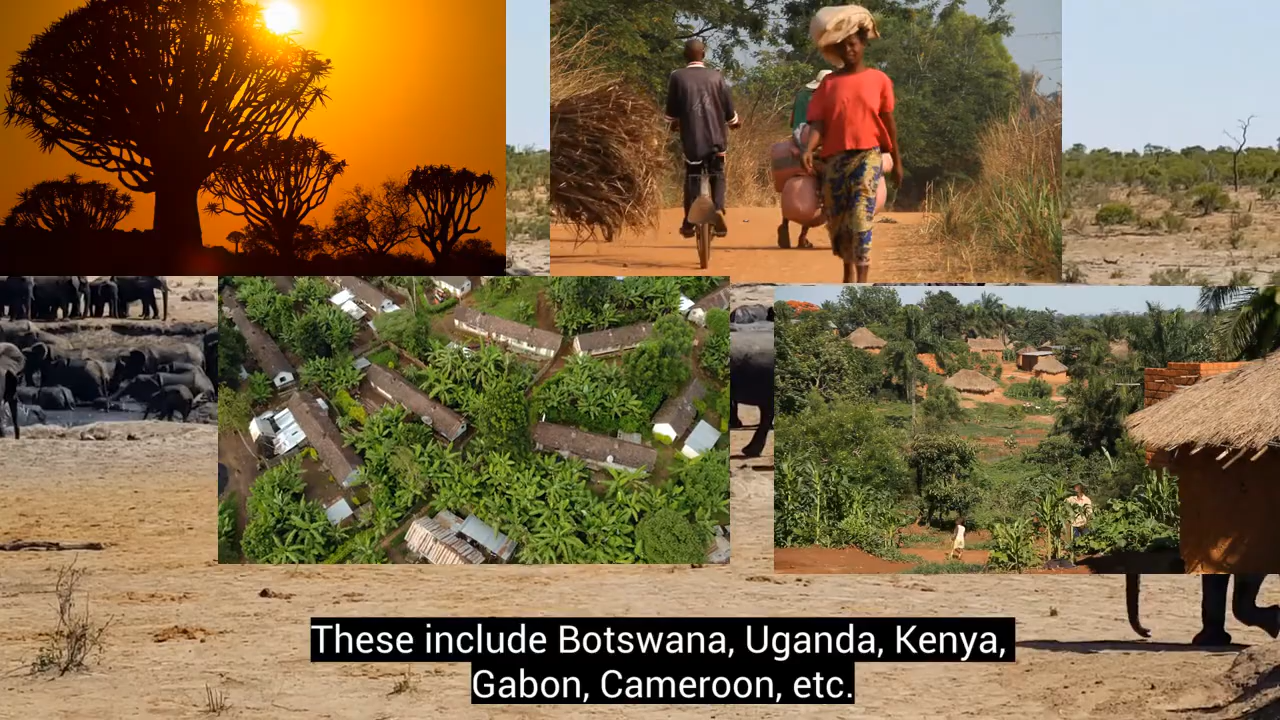 These include Botswana, Uganda, Kenya,
Gabon, Cameroon, etc.